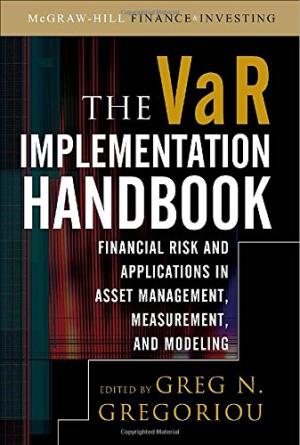 McGRAW-HILL FINANCE & INVESTING
THE VaR
IMPLEMENTATION
HANDBOOK
FINANCIAL RISK AND
APPLICATIONS IN
ASSET MANAGEMENT,
MEASUREMENT,
AND MODELING
EDITED BY GREG N.
GREGORIOU